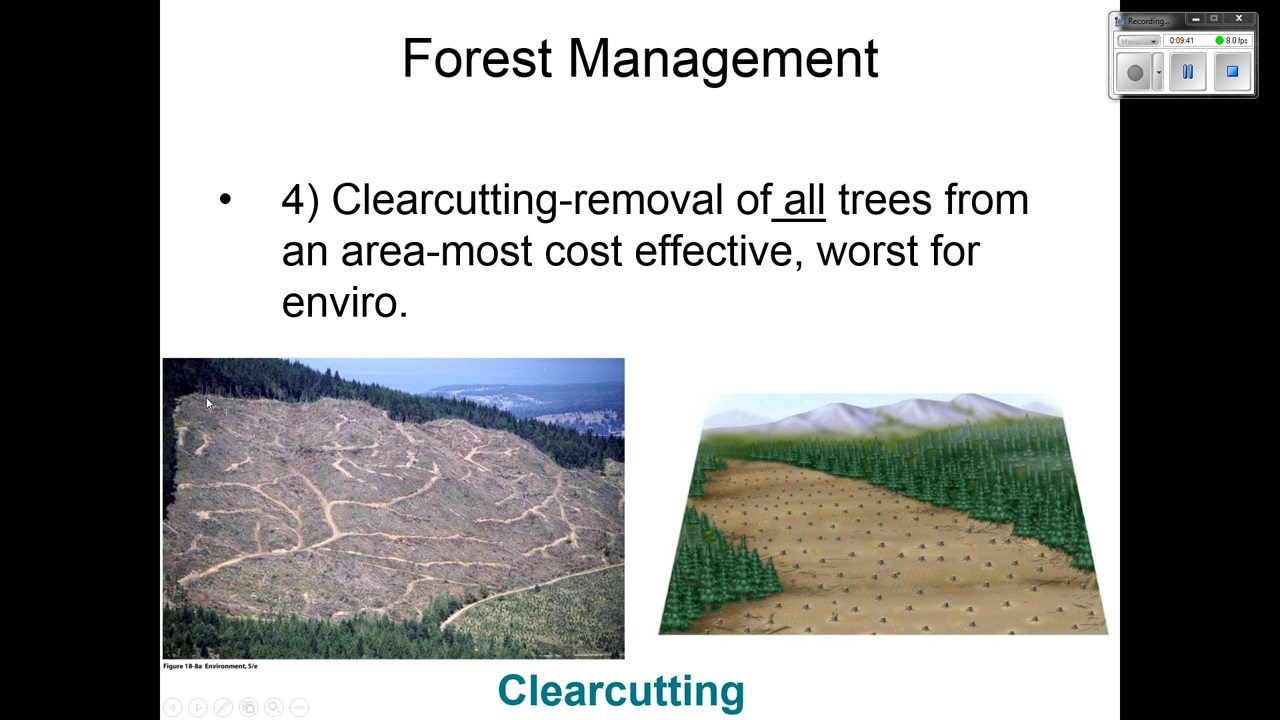 Forest Management
Recording...
Menu
0:09:41
8.0 fps
• 4) Clearcutting-removal of all trees from
an area-most cost effective, worst for
enviro.
Figure 18-8a Environment, 5/e
Clearcutting